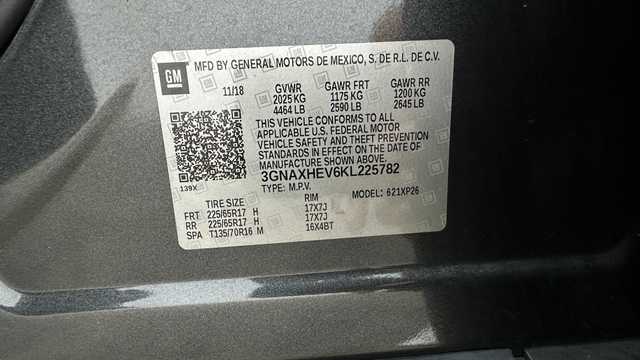 MFD BY GENERAL MOTORS DE MEXICO, S. DE R.L. DE C.V.
GM
11/18 GVWR GAWR FRT GAWR RR
2025 KG 1175 KG 1200 KG
4464 LB 2590 LB 2645 LB
THIS VEHICLE CONFORMS TO ALL
APPLICABLE U.S. FEDERAL MOTOR
VEHICLE SAFETY AND THEFT PREVENTION
STANDARDS IN EFFECT ON THE DATE OF
MANUFACTURE SHOWN ABOVE.
3GNAXHEV6KL225782
139X TYPE: M.P.V. MODEL: 621XP26
TIRE SIZE RIM
FRT 225/65R17 H 17X7J
RR 225/65R17 H 17X7J
SPA T135/70R16 M 16X4BT